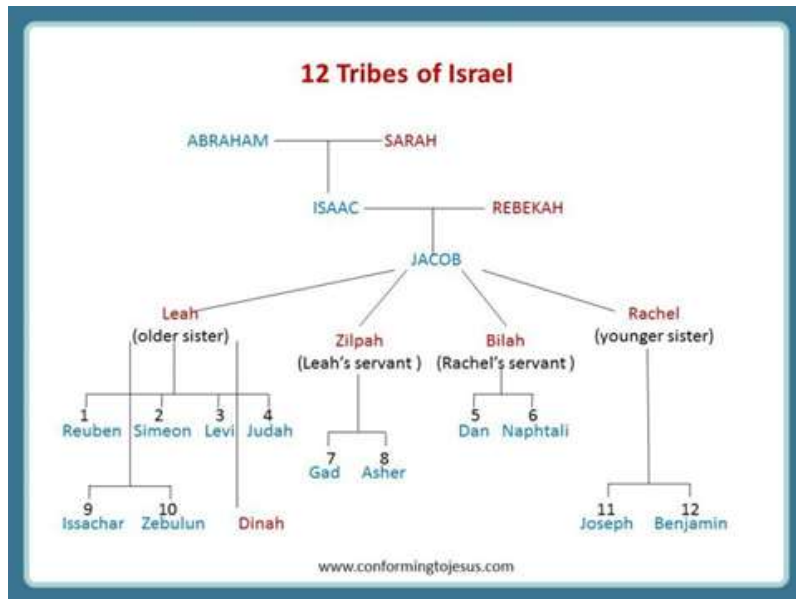 12 Tribes of Israel
ABRAHAM SARAH
ISAAC REBEKAH
JACOB
Leah
(older sister)
Zilpah
(Leah's servant )
Bilah
(Rachel's servant )
Rachel
(younger sister)
1 2 3 4
Reuben Simeon Levi Judah
5 6
Dan Naphtali
7 8
Gad Asher
9 10
Issachar Zebulun Dinah
11 12
Joseph Benjamin
www.conformingtojesus.com